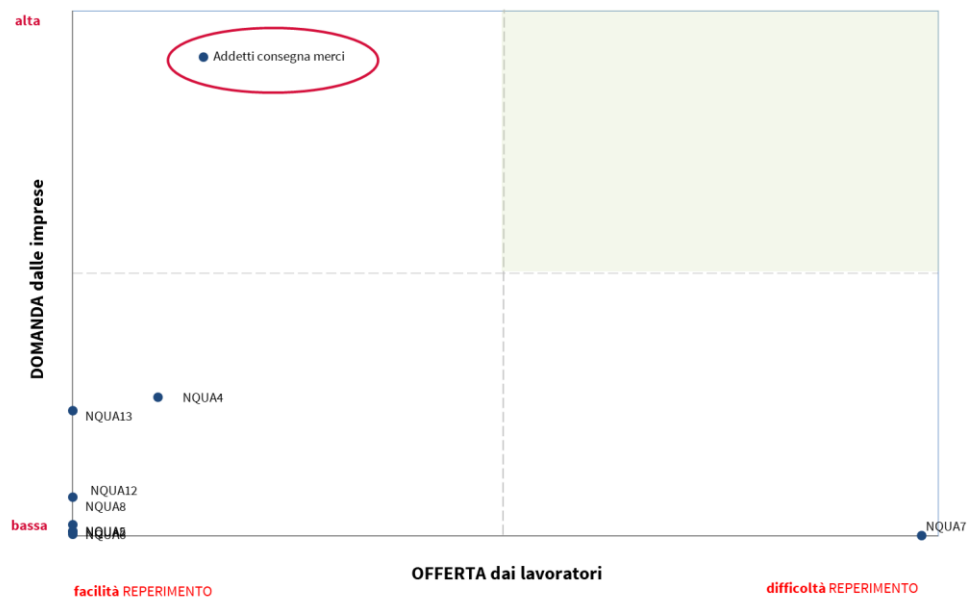 alta
Addetti consegna merci
DOMANDA dalle imprese
NQUA4
NQUA13
NQUA12
NQUA8
bassa
NQUA7
OFFERTA dai lavoratori
facilità REPERIMENTO
difficoltà REPERIMENTO